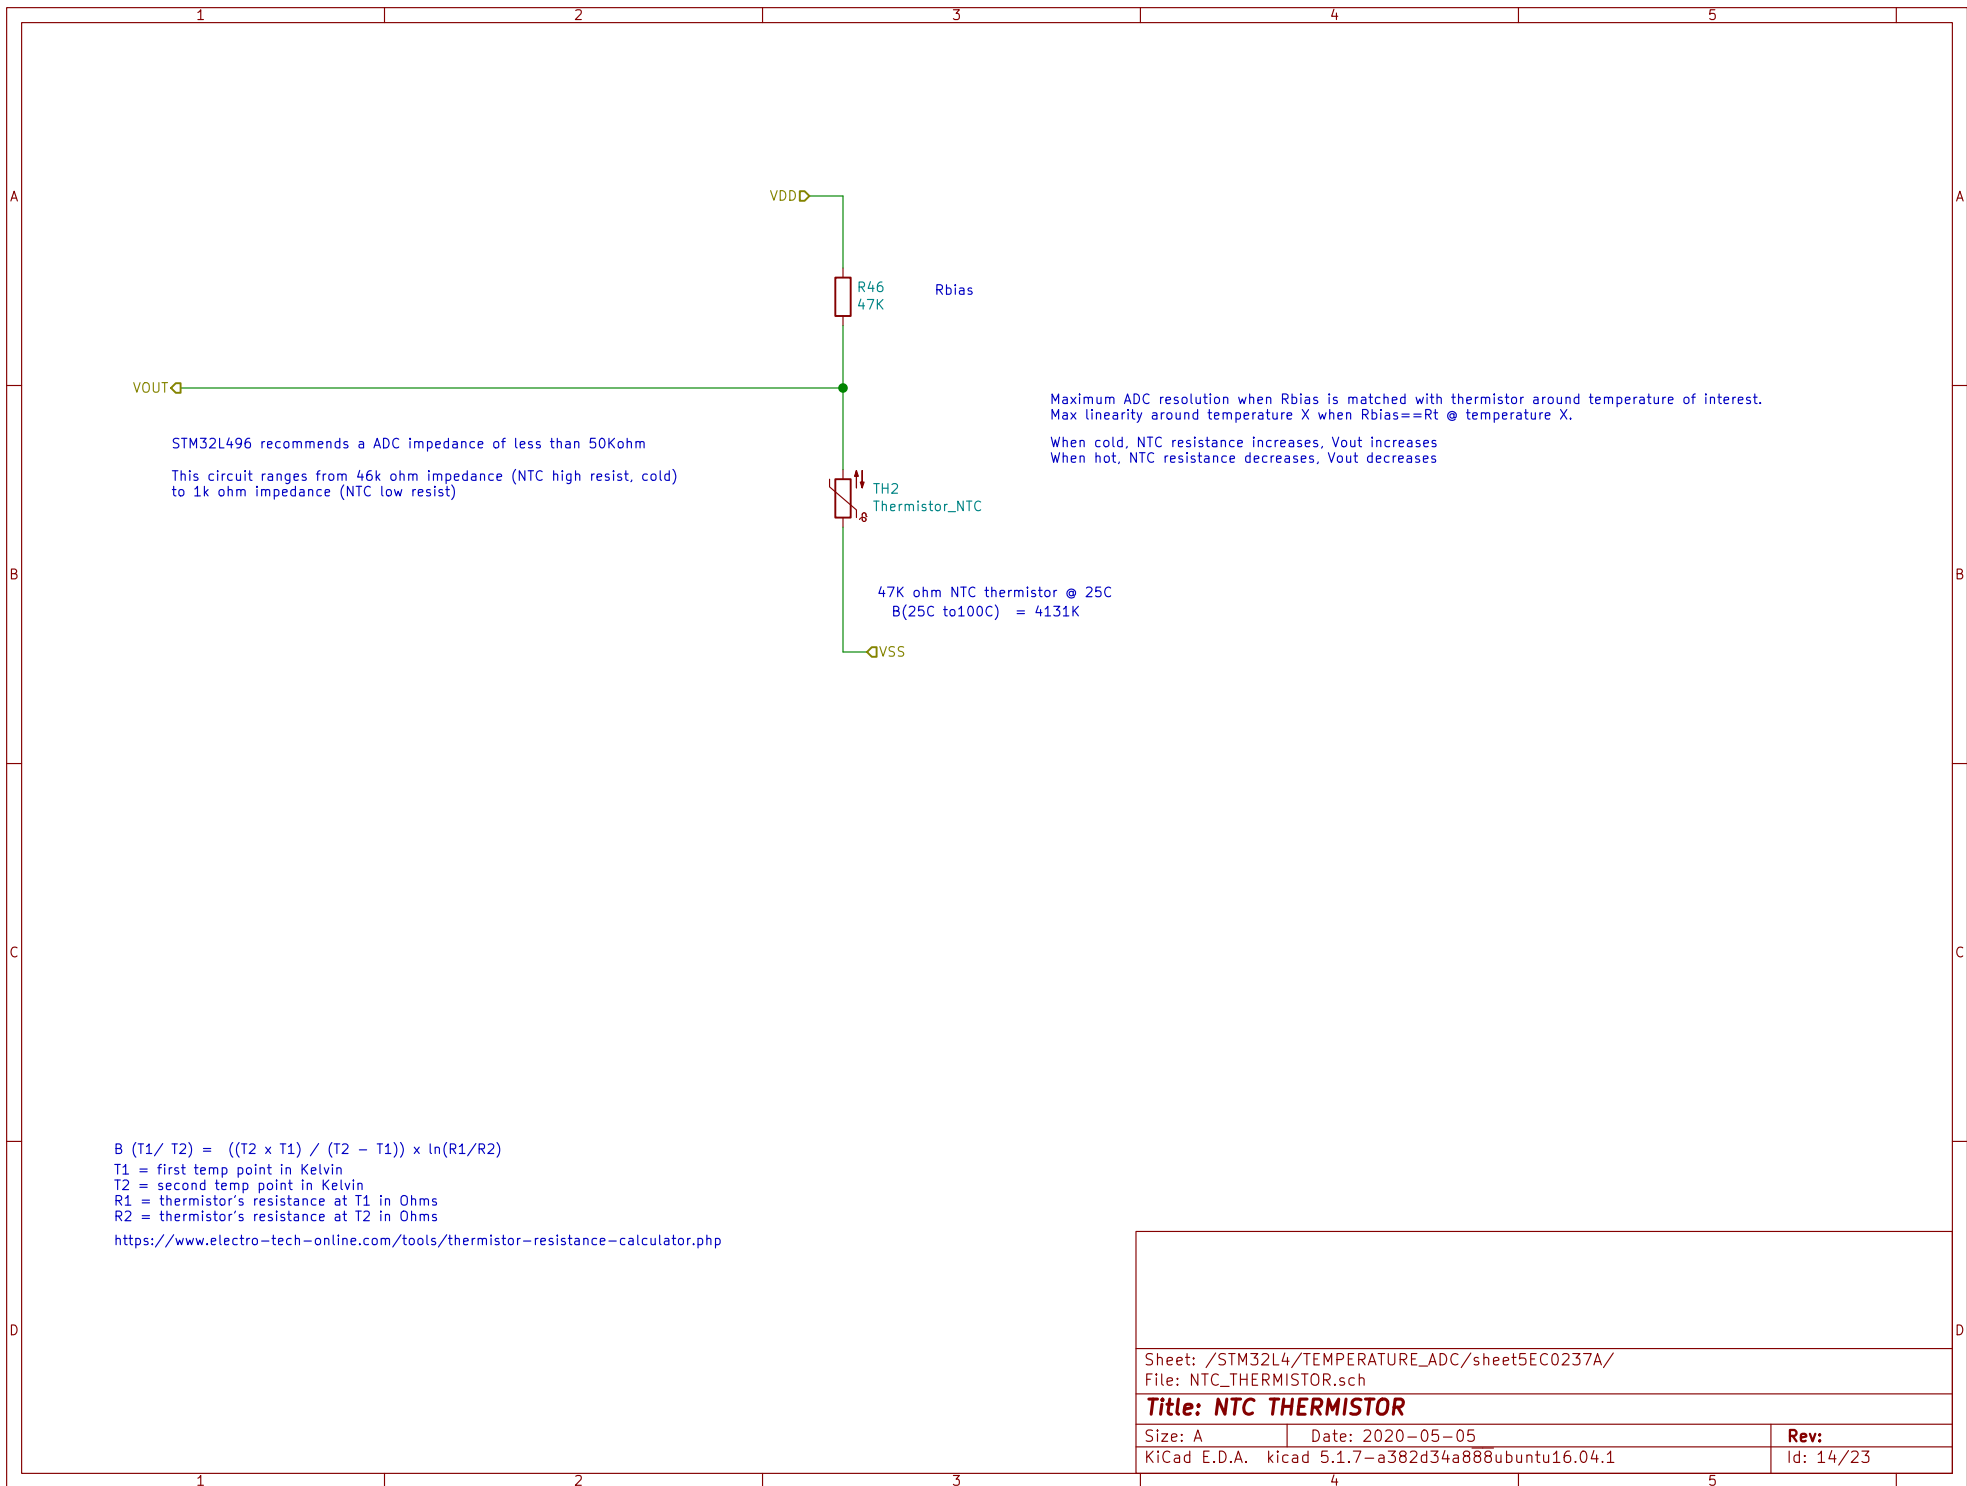 1 2 3 4 5
A A
VDD
R46
47K
Rbias
VOUT
Maximum ADC resolution when Rbias is matched with thermistor around temperature of interest.
Max linearity around temperature X when Rbias==Rt @ temperature X.
When cold, NTC resistance increases, Vout increases
When hot, NTC resistance decreases, Vout decreases
STM32L496 recommends a ADC impedance of less than 50Kohm
This circuit ranges from 46k ohm impedance (NTC high resist, cold)
to 1k ohm impedance (NTC low resist)
TH2
Thermistor_NTC
B B
47K ohm NTC thermistor @ 25C
B(25C to100C) = 4131K
VSS
C C
B (T1/ T2) = ((T2 x T1) / (T2 - T1)) x ln(R1/R2)
T1 = first temp point in Kelvin
T2 = second temp point in Kelvin
R1 = thermistor's resistance at T1 in Ohms
R2 = thermistor's resistance at T2 in Ohms
https://www.electro-tech-online.com/tools/thermistor-resistance-calculator.php
D D
Sheet: /STM32L4/TEMPERATURE_ADC/sheet5EC0237A/
File: NTC_THERMISTOR.sch
Title: NTC THERMISTOR
Size: A Date: 2020-05-05 Rev:
KiCad E.D.A. kicad 5.1.7-a382d34a888ubuntu16.04.1 Id: 14/23
1 2 3 4 5